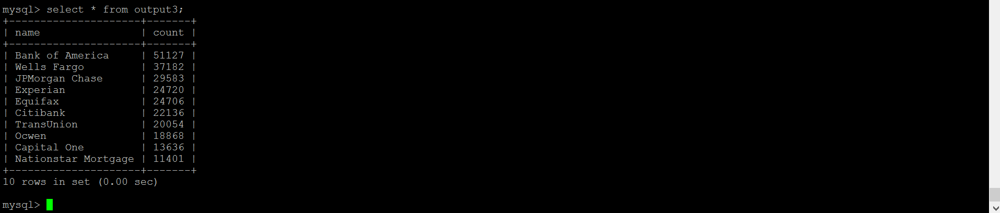 mysql> select * from output3;
+---------------------+-------+
| name                | count |
+---------------------+-------+
| Bank of America     | 51127 |
| Wells Fargo         | 37182 |
| JPMorgan Chase      | 29583 |
| Experian            | 24720 |
| Equifax             | 24706 |
| Citibank            | 22136 |
| TransUnion          | 20054 |
| Ocwen               | 18868 |
| Capital One         | 13636 |
| Nationstar Mortgage | 11401 |
+---------------------+-------+
10 rows in set (0.00 sec)
mysql>